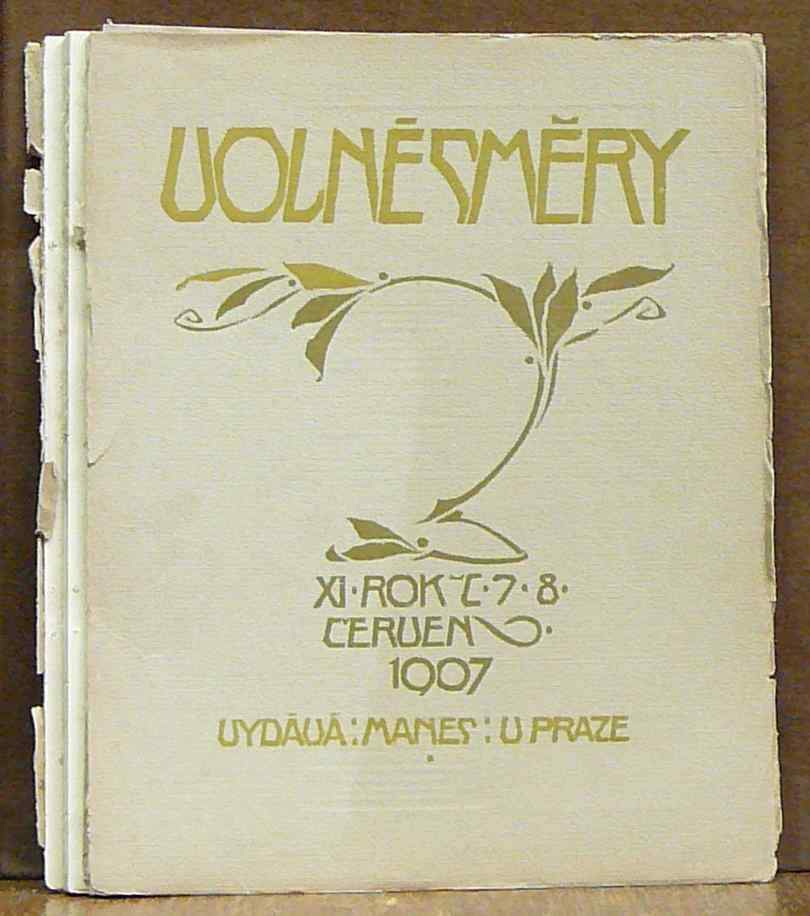 VOLNÉ SMĚRY
XI·ROK Č·7·8·
ČERVEN·
1907
VYDÁVÁ:MANES:V PRAZE